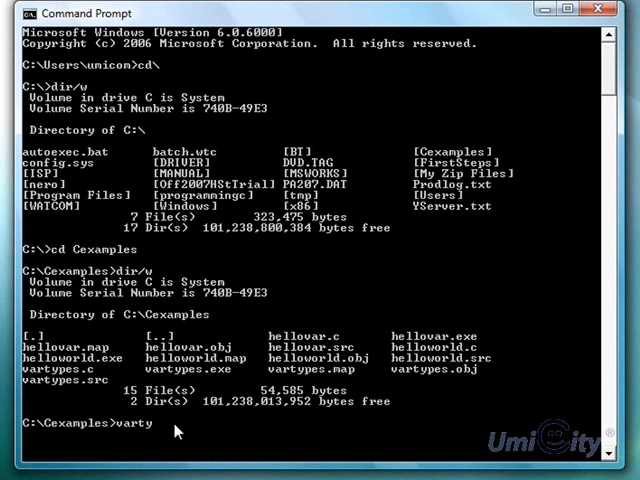 Command Prompt
Microsoft Windows [Version 6.0.6000]
Copyright (c) 2006 Microsoft Corporation.  All rights reserved.
C:\Users\umicom>cd\
C:\>dir/w
Volume in drive C is System
Volume Serial Number is 740B-49E3
Directory of C:\
autoexec.bat batch.wtc [BT] [Cexamples]
config.sys [DRIVER] DVD.TAG [FirstSteps]
[ISP] [MANUAL] [MSWORKS] [My Zip Files]
[nero] [Off2007HStTrial] PA207.DAT Prodlog.txt
[Program Files] [programmingc] [tmp] [Users]
[WATCOM] [Windows] [x86] YServer.txt
7 File(s) 323,475 bytes
17 Dir(s) 101,238,800,384 bytes free
C:\>cd Cexamples
C:\Cexamples>dir/w
Volume in drive C is System
Volume Serial Number is 740B-49E3
Directory of C:\Cexamples
[.] [..] hellovar.c hellovar.exe
hellovar.map hellovar.obj hellovar.src helloworld.c
helloworld.exe helloworld.map helloworld.obj helloworld.src
vartypes.c vartypes.exe vartypes.map vartypes.obj
vartypes.src
15 File(s) 54,585 bytes
2 Dir(s) 101,238,013,952 bytes free
C:\Cexamples>varty
UmiCity®